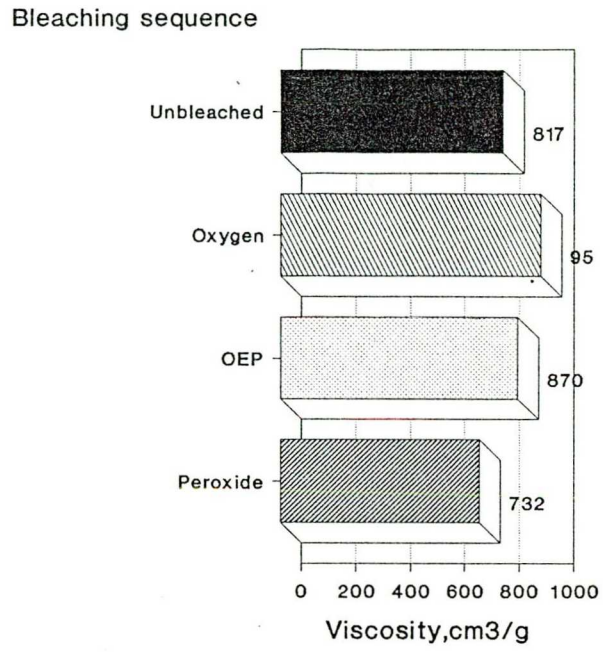 Bleaching sequence
Unbleached
817
Oxygen
95
OEP
870
Peroxide
732
0 200 400 600 800 1000
Viscosity,cm3/g